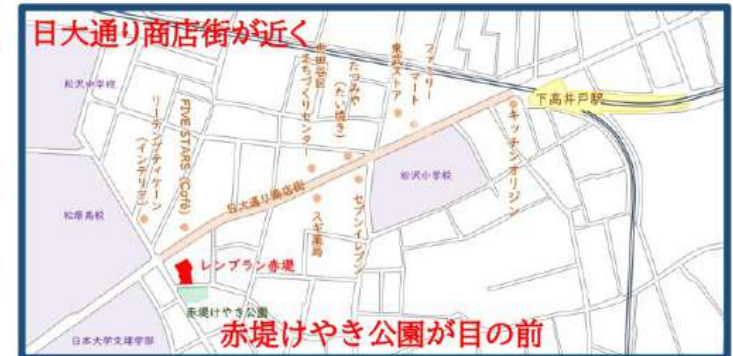 日大通り商店街が近く
松沢中学校
リーディングティケーン
(インテリア)
FIVE STARS (Café)
世田谷区
まちづくりセンター
たつみや
(たい焼き)
東武ストア
ファミリー
マート
下高井戸駅
キッチンオリジン
松沢小学校
セブンイレブン
スギ薬局
日大通り商店街
松原高校
レンブラン赤堤
赤堤けやき公園
日本大学文理学部
赤堤けやき公園が目の前